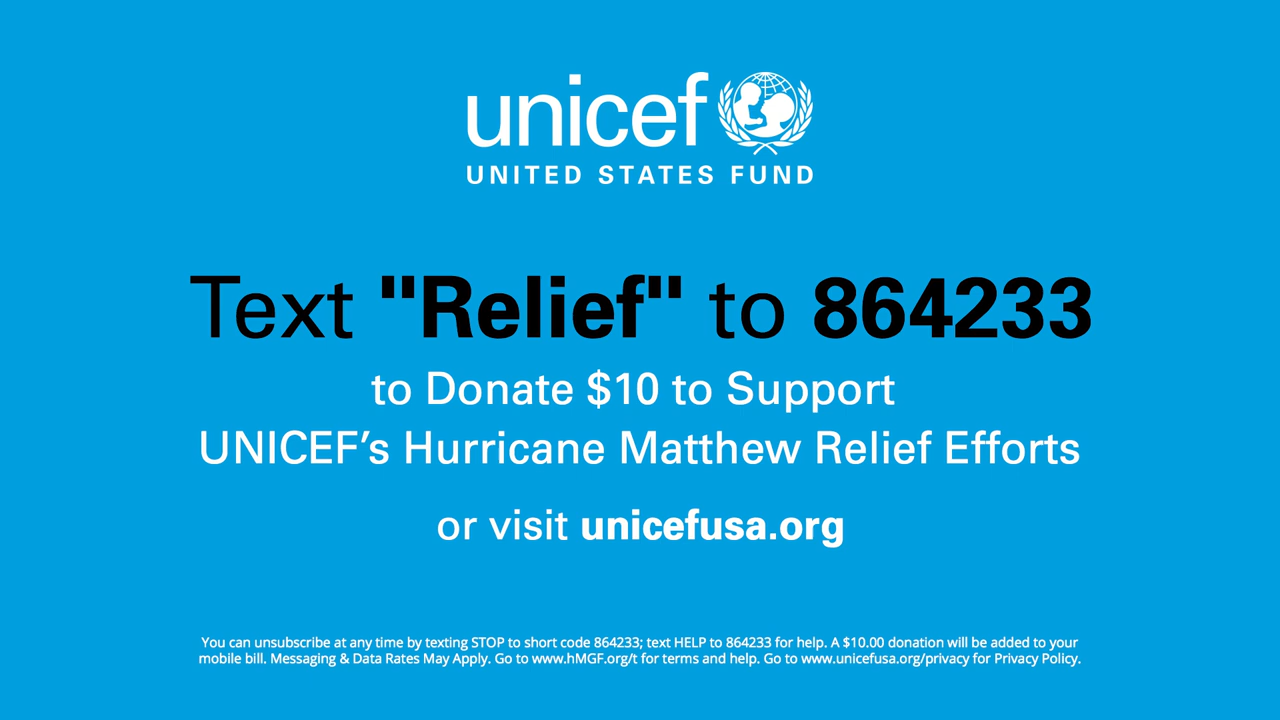 unicef
UNITED STATES FUND
Text "Relief" to 864233
to Donate $10 to Support
UNICEF’s Hurricane Matthew Relief Efforts
or visit unicefusa.org
You can unsubscribe at any time by texting STOP to short code 864233; text HELP to 864233 for help. A $10.00 donation will be added to your
mobile bill. Messaging & Data Rates May Apply. Go to www.hMGF.org/t for terms and help. Go to www.unicefusa.org/privacy for Privacy Policy.